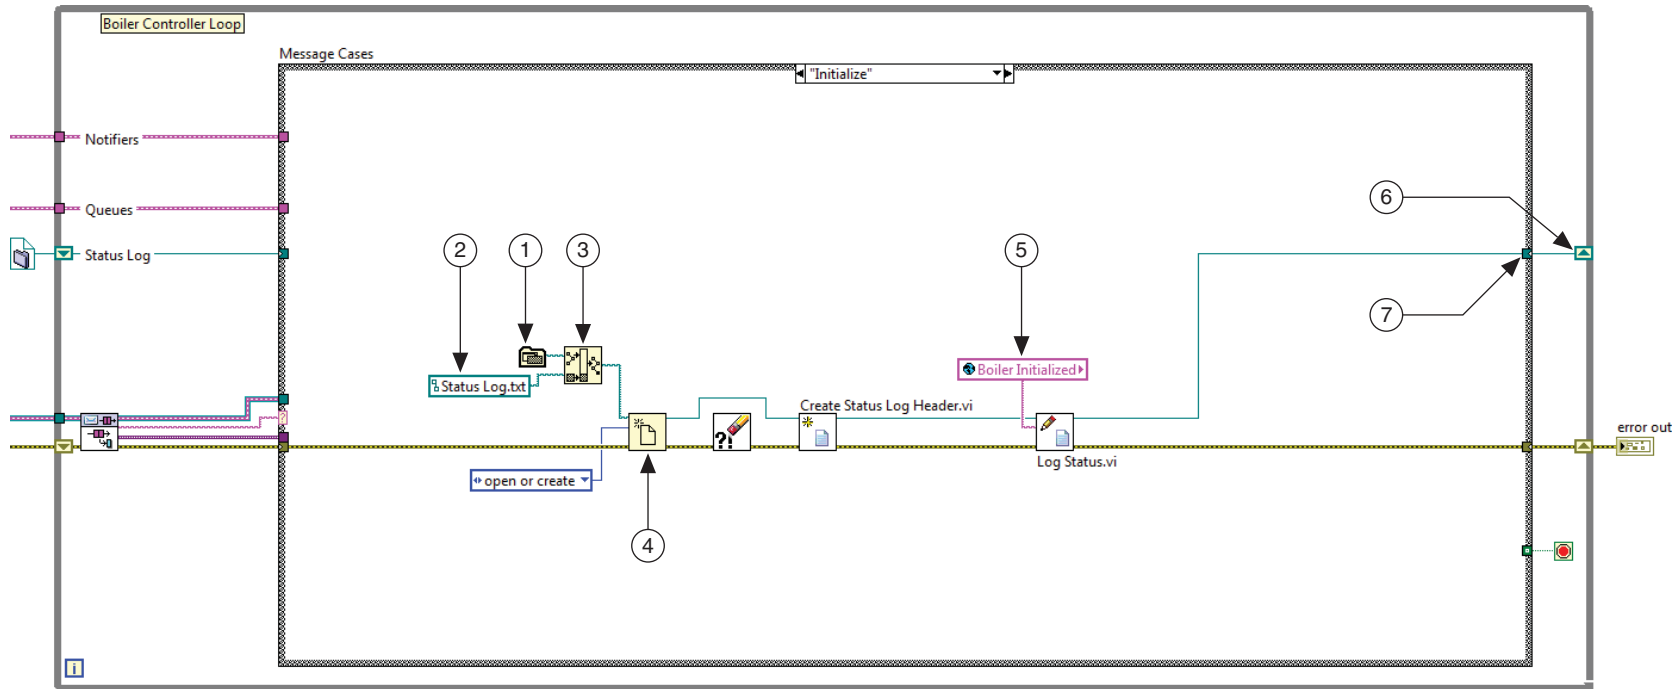 Boiler Controller Loop
Message Cases
"Initialize"
Notifiers
Queues
Status Log
6
2
1
3
5
7
Status Log.txt
Boiler Initialized
Create Status Log Header.vi
?
?!
error out
Log Status.vi
open or create
4
i